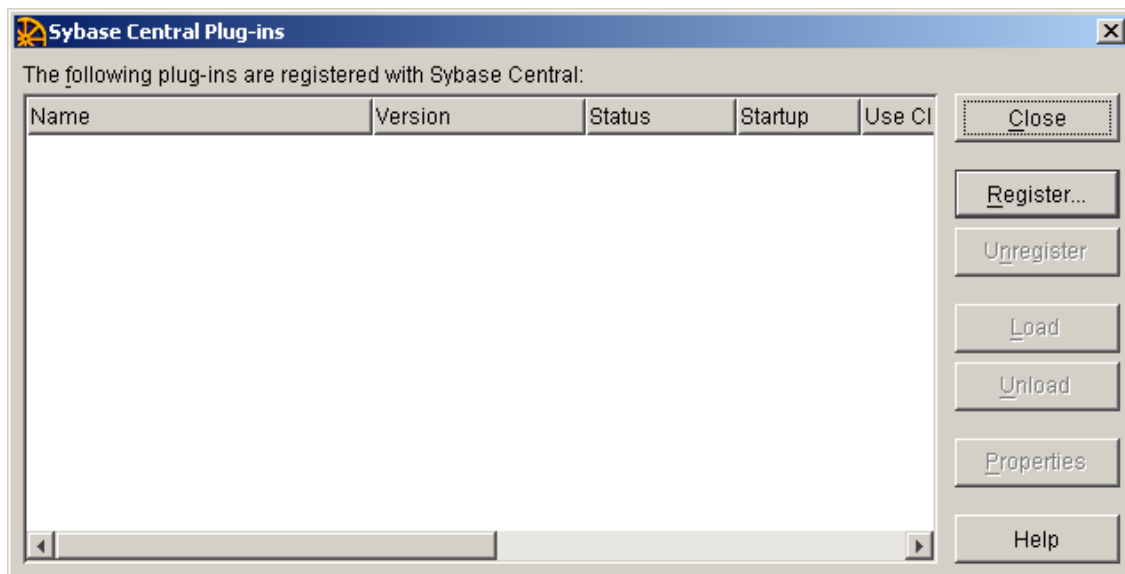 Sybase Central Plug-ins
The following plug-ins are registered with Sybase Central:
Name Version Status Startup Use Cl
Close
Register...
Unregister
Load
Unload
Properties
Help